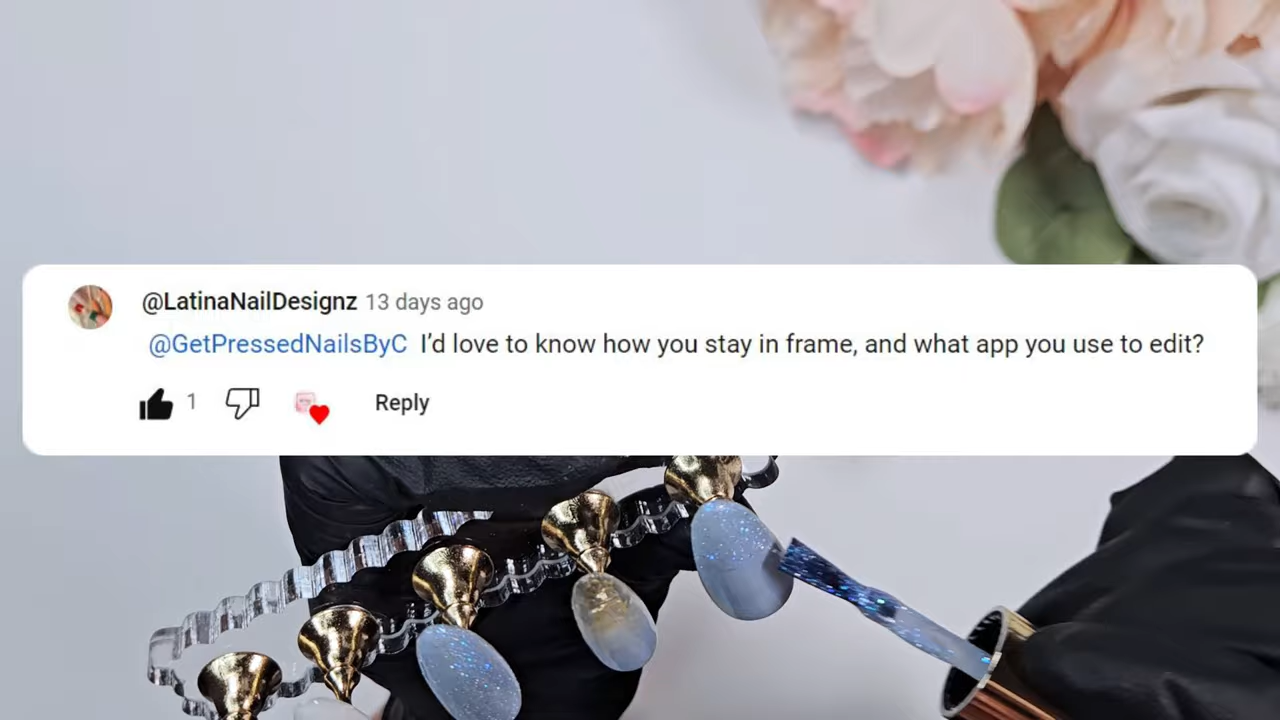 @LatinaNailDesignz 13 days ago
@GetPressedNailsByC I’d love to know how you stay in frame, and what app you use to edit?
1
Reply